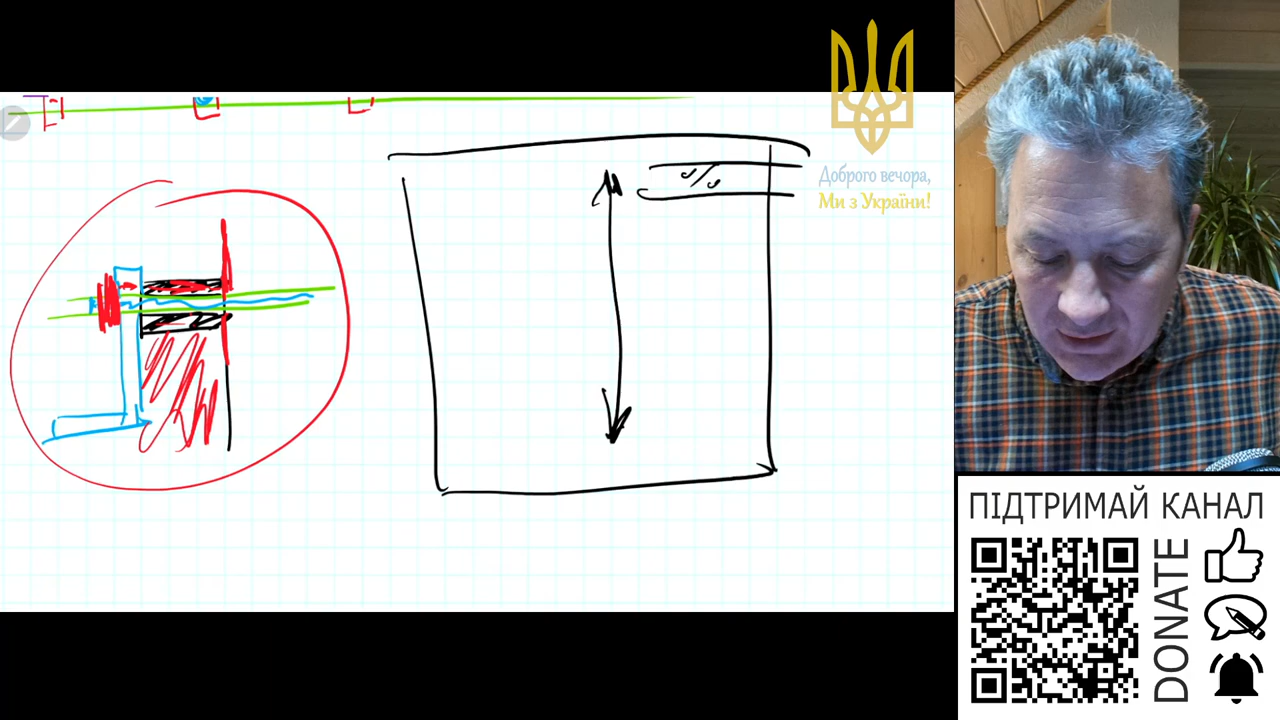 Доброго вечора,
Ми з України!
ПІДТРИМАЙ КАНАЛ
DONATE